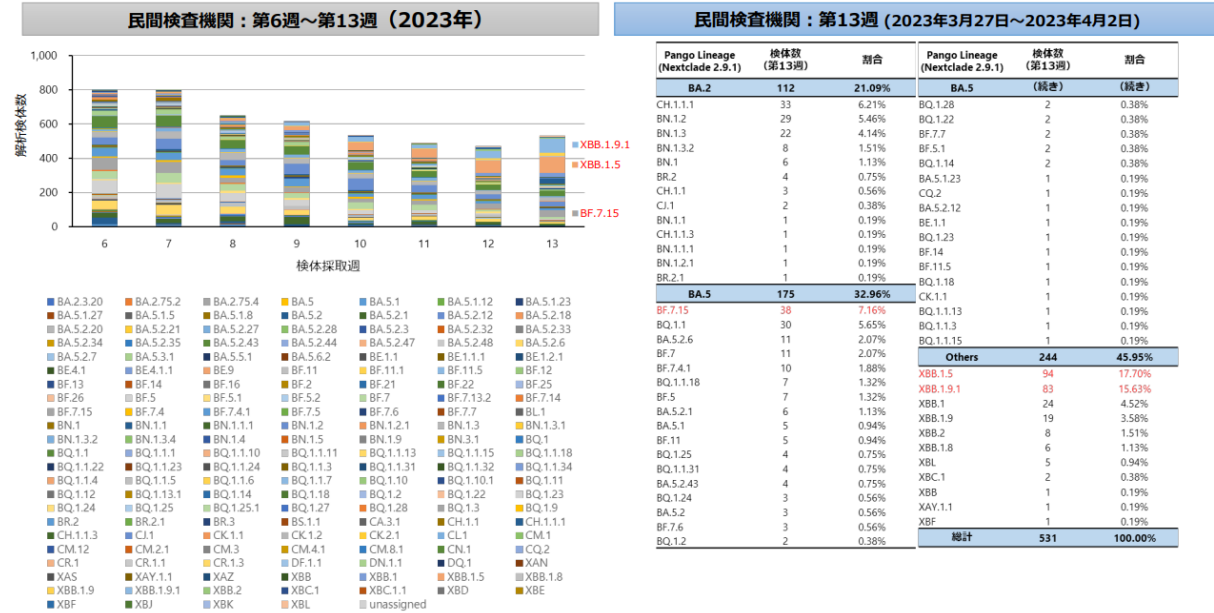 民間検査機関：第6週～第13週（2023年）
1,000
800
600
400
200
0
解析検体数
6 7 8 9 10 11 12 13
検体採取週
XBB.1.9.1
XBB.1.5
BF.7.15
BA.2.3.20 BA.2.75.2 BA.2.75.4 BA.5 BA.5.1 BA.5.1.12 BA.5.1.23
BA.5.1.27 BA.5.1.5 BA.5.1.8 BA.5.2 BA.5.2.1 BA.5.2.12 BA.5.2.18
BA.5.2.20 BA.5.2.21 BA.5.2.27 BA.5.2.28 BA.5.2.3 BA.5.2.32 BA.5.2.33
BA.5.2.34 BA.5.2.35 BA.5.2.43 BA.5.2.44 BA.5.2.47 BA.5.2.48 BA.5.2.6
BA.5.2.7 BA.5.3.1 BA.5.5.1 BA.5.6.2 BE.1.1 BE.1.1.1 BE.1.2.1
BE.4.1 BE.4.1.1 BE.9 BF.10 BF.11 BF.11.1 BF.12
BF.13 BF.14 BF.16 BF.2 BF.21 BF.22 BF.25
BF.26 BF.5 BF.5.1 BF.5.2 BF.7 BF.7.13.2 BF.7.14
BF.7.15 BF.7.4 BF.7.4.1 BF.7.5 BF.7.6 BF.7.7 BL.1
BN.1 BN.1.1 BN.1.1.1 BN.1.2 BN.1.2.1 BN.1.3 BN.1.3.1
BN.1.3.2 BN.1.3.4 BN.1.4 BN.1.5 BN.1.9 BN.3.1 BQ.1
BQ.1.1 BQ.1.1.1 BQ.1.1.10 BQ.1.1.11 BQ.1.1.13 BQ.1.1.15 BQ.1.1.18
BQ.1.1.22 BQ.1.1.23 BQ.1.1.24 BQ.1.1.3 BQ.1.1.31 BQ.1.1.32 BQ.1.1.34
BQ.1.1.4 BQ.1.1.5 BQ.1.1.6 BQ.1.1.7 BQ.1.10 BQ.1.10.1 BQ.1.11
BQ.1.12 BQ.1.13.1 BQ.1.14 BQ.1.18 BQ.1.2 BQ.1.22 BQ.1.23
BQ.1.24 BQ.1.25 BQ.1.25.1 BQ.1.27 BQ.1.28 BQ.1.3 BQ.1.9
BR.2 BR.2.1 BR.3 BS.1.1 CA.3.1 CH.1.1 CH.1.1.1
CH.1.1.3 CJ.1 CK.1.1 CK.1.2 CK.2.1 CL.1 CM.1
CM.12 CM.2.1 CM.3 CM.4.1 CM.8.1 CN.1 CQ.2
CR.1 CR.1.1 CR.1.3 DF.1.1 DN.1.1 DQ.1 XAN
XAS XAY.1.1 XAZ XBB XBB.1 XBB.1.5 XBB.1.8
XBB.1.9 XBB.1.9.1 XBB.2 XBC.1 XBC.1.1 XBD XBE
XBF XBJ XBK XBL unassigned
民間検査機関：第13週 (2023年3月27日～2023年4月2日)
Pango Lineage (Nextclade 2.9.1) 検体数 (第13週) 割合
BA.2 112 21.09%
CH.1.1.1 33 6.21%
BN.1.2 29 5.46%
BN.1.3 22 4.14%
BN.1.3.2 8 1.51%
BN.1 6 1.13%
BR.2 4 0.75%
CH.1.1 3 0.56%
CJ.1 2 0.38%
BN.1.1 1 0.19%
CH.1.1.3 1 0.19%
BN.1.1.1 1 0.19%
BN.1.2.1 1 0.19%
BR.2.1 1 0.19%
BA.5 175 32.96%
BF.7.15 38 7.16%
BQ.1.1 30 5.65%
BA.5.2.6 11 2.07%
BF.7 11 2.07%
BF.7.4.1 10 1.88%
BQ.1.1.18 7 1.32%
BF.5 7 1.32%
BA.5.2.1 6 1.13%
BA.5.1 5 0.94%
BF.11 5 0.94%
BQ.1.25 4 0.75%
BQ.1.1.31 4 0.75%
BA.5.2.43 4 0.75%
BQ.1.24 3 0.56%
BA.5.2 3 0.56%
BF.7.6 3 0.56%
BQ.1.2 2 0.38%
Pango Lineage (Nextclade 2.9.1) 検体数 (第13週) 割合
BA.5 (続き) (続き)
BQ.1.28 2 0.38%
BQ.1.22 2 0.38%
BF.7.7 2 0.38%
BF.5.1 2 0.38%
BQ.1.14 2 0.38%
BA.5.1.23 1 0.19%
CQ.2 1 0.19%
BA.5.2.12 1 0.19%
BE.1.1 1 0.19%
BQ.1.23 1 0.19%
BF.14 1 0.19%
BF.11.5 1 0.19%
BQ.1.18 1 0.19%
CK.1.1 1 0.19%
BQ.1.1.13 1 0.19%
BQ.1.1.3 1 0.19%
BQ.1.1.15 1 0.19%
Others 244 45.95%
XBB.1.5 94 17.70%
XBB.1.9.1 83 15.63%
XBB.1 24 4.52%
XBB.1.9 19 3.58%
XBB.2 8 1.51%
XBB.1.8 6 1.13%
XBL 5 0.94%
XBC.1 2 0.38%
XBB 1 0.19%
XAY.1.1 1 0.19%
XBF 1 0.19%
総計 531 100.00%